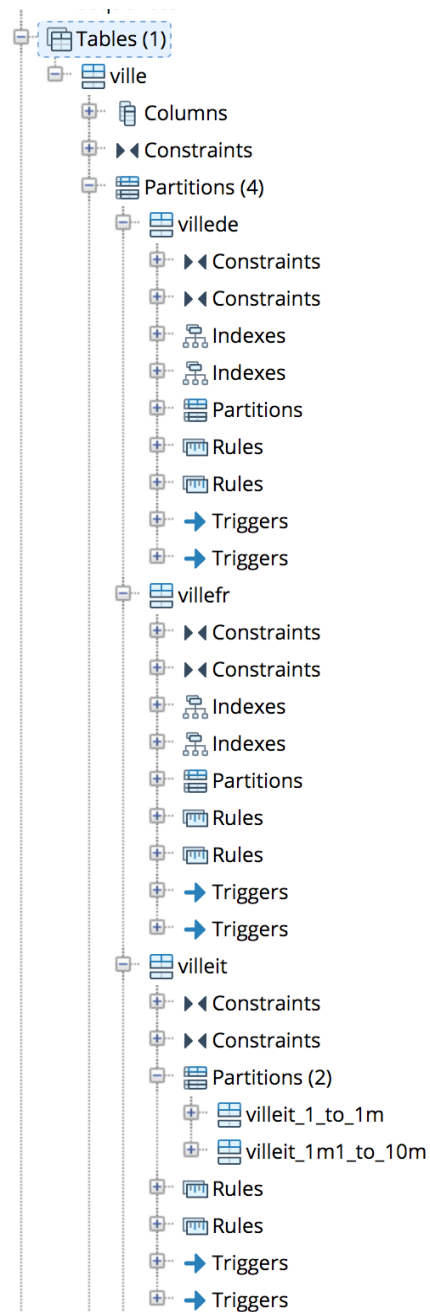 Tables (1)
ville
Columns
Constraints
Partitions (4)
villede
Constraints
Constraints
Indexes
Indexes
Partitions
Rules
Rules
Triggers
Triggers
villefr
Constraints
Constraints
Indexes
Indexes
Partitions
Rules
Rules
Triggers
Triggers
villeit
Constraints
Constraints
Partitions (2)
villeit_1_to_1m
villeit_1m1_to_10m
Rules
Rules
Triggers
Triggers